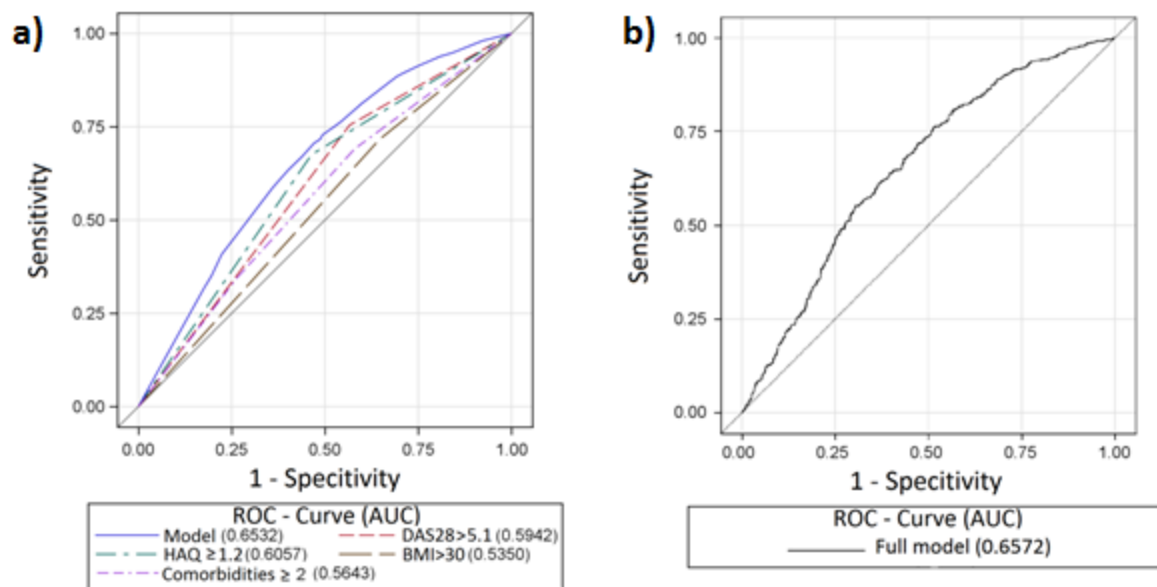 a)
1.00
0.75
0.50
0.25
0.00
Sensitivity
0.00 0.25 0.50 0.75 1.00
1 - Specitivity
ROC - Curve (AUC)
Model (0.6532) DAS28>5.1 (0.5942)
HAQ ≥1.2 (0.6057) BMI>30 (0.5350)
Comorbidities ≥ 2 (0.5643)
b)
1.00
0.75
0.50
0.25
0.00
Sensitivity
0.00 0.25 0.50 0.75 1.00
1 - Specitivity
ROC - Curve (AUC)
Full model (0.6572)